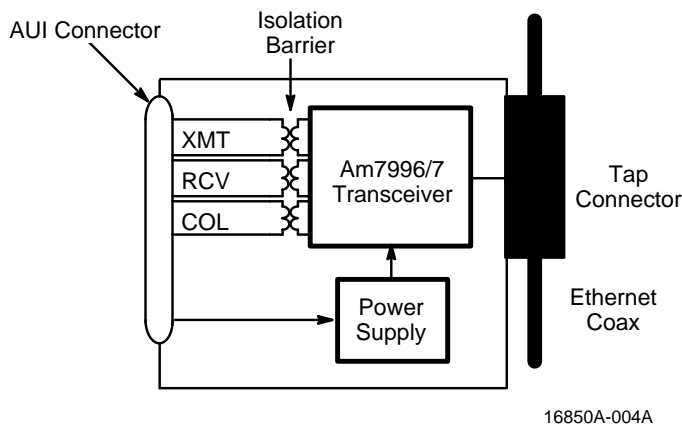 AUI Connector
Isolation
Barrier
XMT
RCV
COL
Am7996/7
Transceiver
Tap
Connector
Power
Supply
Ethernet
Coax
16850A-004A